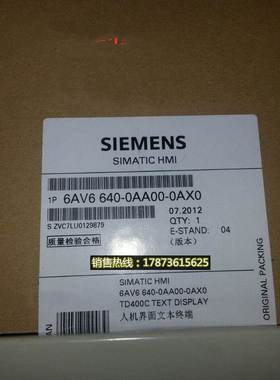 SIEMENS
SIMATIC HMI
1P 6AV6 640-0AA00-0AX0
S ZVC7LU0129879
07.2012
QTY: 1
质量检验合格
E-STAND: 04
(版本)
销售热线：17873615625
SIMATIC HMI
6AV6 640-0AA00-0AX0
TD400C TEXT DISPLAY
人机界面文本终端
ORIGINAL PACKING